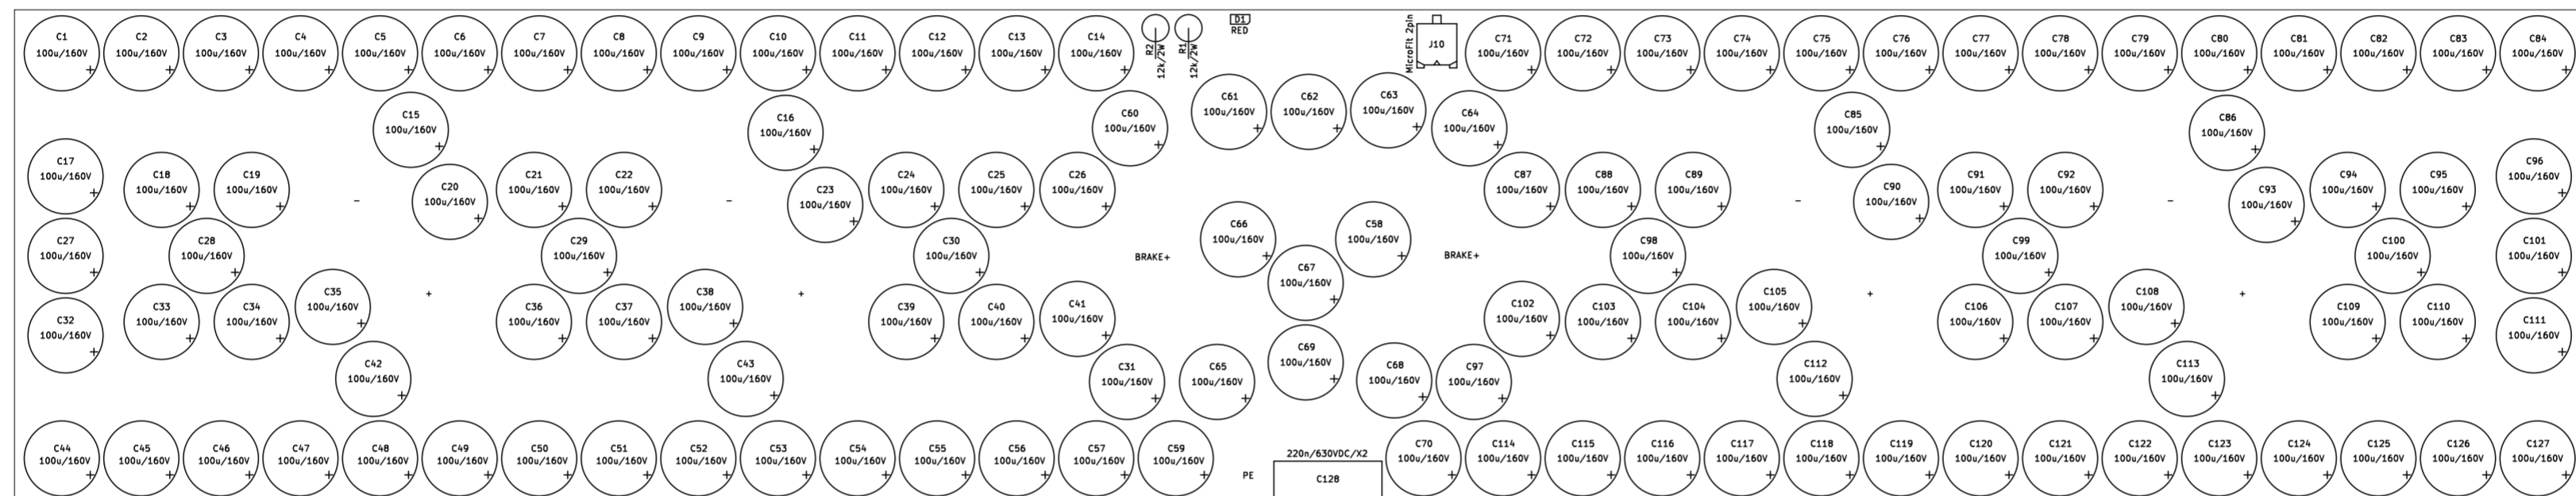 C1 C2 C3 C4 C5 C6 C7 C8 C9 C10 C11 C12 C13 C14
100u/160V 100u/160V 100u/160V 100u/160V 100u/160V 100u/160V 100u/160V 100u/160V 100u/160V 100u/160V 100u/160V 100u/160V 100u/160V 100u/160V
+ + + + + + + + + + + + + +
R2
12k/2W
R1
12k/2W
D1
RED
MicroFit 2pin
J10
C71 C72 C73 C74 C75 C76 C77 C78 C79 C80 C81 C82 C83 C84
100u/160V 100u/160V 100u/160V 100u/160V 100u/160V 100u/160V 100u/160V 100u/160V 100u/160V 100u/160V 100u/160V 100u/160V 100u/160V 100u/160V
+ + + + + + + + + + + + + +
C15 C16 C60 C61 C62 C63 C64 C85 C86
100u/160V 100u/160V 100u/160V 100u/160V 100u/160V 100u/160V 100u/160V 100u/160V 100u/160V
+ + + + + + + + +
C17 C18 C19 C20 C21 C22 C23 C24 C25 C26 C87 C88 C89 C90 C91 C92 C93 C94 C95 C96
100u/160V 100u/160V 100u/160V 100u/160V 100u/160V 100u/160V 100u/160V 100u/160V 100u/160V 100u/160V 100u/160V 100u/160V 100u/160V 100u/160V 100u/160V 100u/160V 100u/160V 100u/160V 100u/160V 100u/160V
+ + + + + + + + + + + + + + + + + + + +
- - - -
C66 C58
100u/160V 100u/160V
+ +
C27 C28 C29 C30 C67 C98 C99 C100 C101
100u/160V 100u/160V 100u/160V 100u/160V 100u/160V 100u/160V 100u/160V 100u/160V 100u/160V
+ + + + + + + + +
BRAKE+ BRAKE+
+ + + +
C32 C33 C34 C35 C36 C37 C38 C39 C40 C41 C102 C103 C104 C105 C106 C107 C108 C109 C110 C111
100u/160V 100u/160V 100u/160V 100u/160V 100u/160V 100u/160V 100u/160V 100u/160V 100u/160V 100u/160V 100u/160V 100u/160V 100u/160V 100u/160V 100u/160V 100u/160V 100u/160V 100u/160V 100u/160V 100u/160V
+ + + + + + + + + + + + + + + + + + + +
C42 C43 C31 C65 C69 C68 C97 C112 C113
100u/160V 100u/160V 100u/160V 100u/160V 100u/160V 100u/160V 100u/160V 100u/160V 100u/160V
+ + + + + + + + +
C44 C45 C46 C47 C48 C49 C50 C51 C52 C53 C54 C55 C56 C57 C59
100u/160V 100u/160V 100u/160V 100u/160V 100u/160V 100u/160V 100u/160V 100u/160V 100u/160V 100u/160V 100u/160V 100u/160V 100u/160V 100u/160V 100u/160V
+ + + + + + + + + + + + + + +
PE
220n/630VDC/X2
C128
C70 C114 C115 C116 C117 C118 C119 C120 C121 C122 C123 C124 C125 C126 C127
100u/160V 100u/160V 100u/160V 100u/160V 100u/160V 100u/160V 100u/160V 100u/160V 100u/160V 100u/160V 100u/160V 100u/160V 100u/160V 100u/160V 100u/160V
+ + + + + + + + + + + + + + +